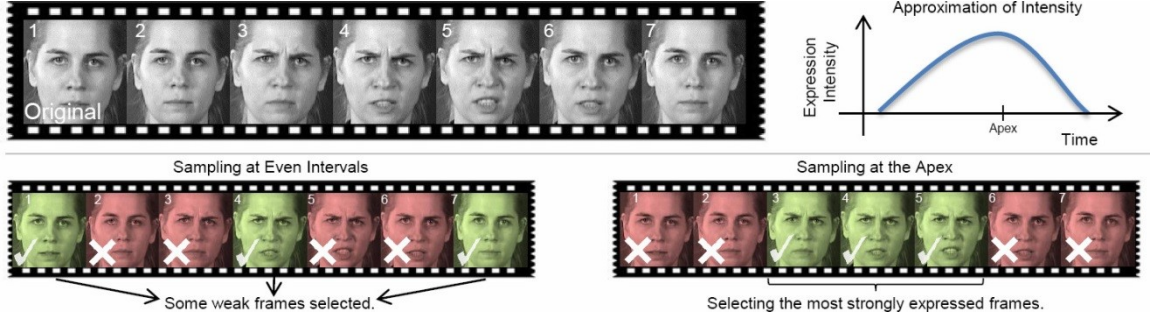 1 2 3 4 5 6 7
Original
Approximation of Intensity
Expression
Intensity
Apex
Time
Sampling at Even Intervals
1 2 3 4 5 6 7
Some weak frames selected.
Sampling at the Apex
1 2 3 4 5 6 7
Selecting the most strongly expressed frames.